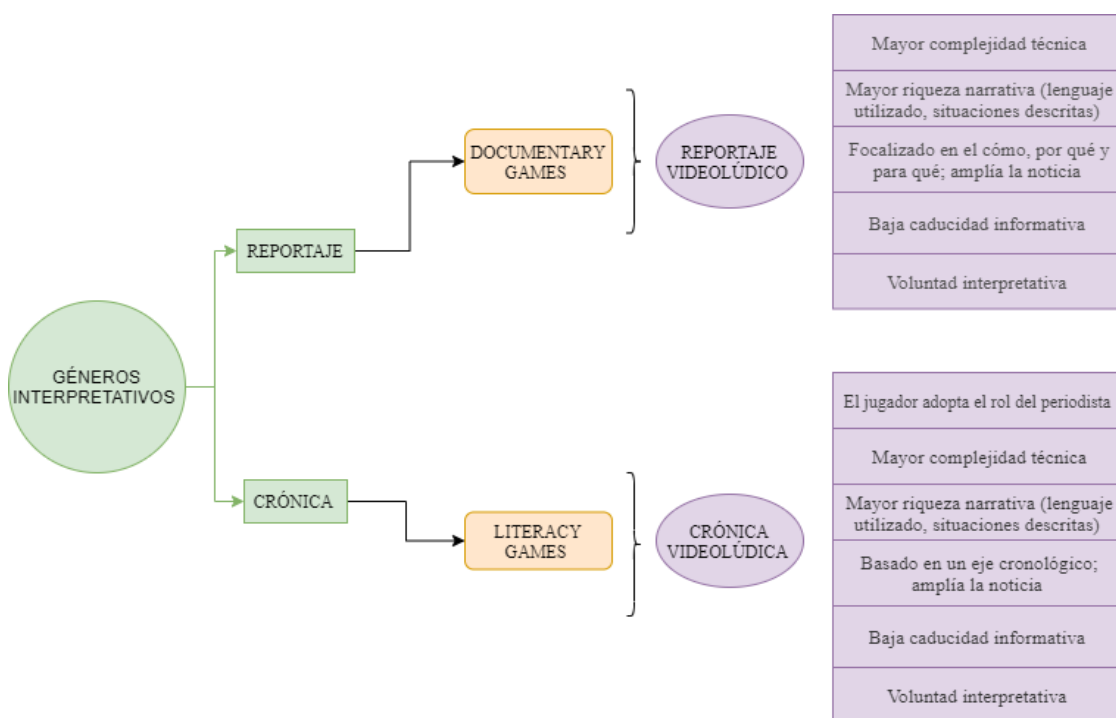 GÉNEROS
INTERPRETATIVOS
REPORTAJE
DOCUMENTARY
GAMES
REPORTAJE
VIDEOLÚDICO
Mayor complejidad técnica
Mayor riqueza narrativa (lenguaje
utilizado, situaciones descritas)
Focalizado en el cómo, por qué y
para qué; amplía la noticia
Baja caducidad informativa
Voluntad interpretativa
CRÓNICA
LITERACY
GAMES
CRÓNICA
VIDEOLÚDICA
El jugador adopta el rol del periodista
Mayor complejidad técnica
Mayor riqueza narrativa (lenguaje
utilizado, situaciones descritas)
Basado en un eje cronológico;
amplía la noticia
Baja caducidad informativa
Voluntad interpretativa